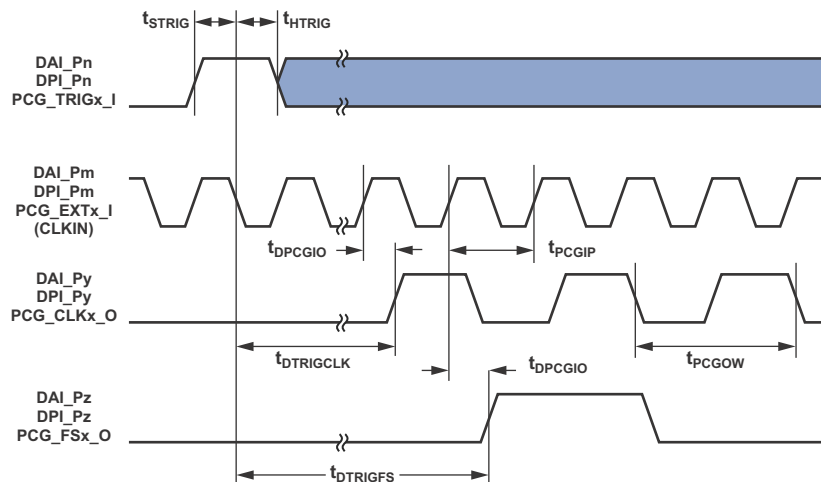 tSTRIG
tHTRIG
DAI_Pn
DPI_Pn
PCG_TRIGx_I
DAI_Pm
DPI_Pm
PCG_EXTx_I
(CLKIN)
tDPCGIO
tPCGIP
DAI_Py
DPI_Py
PCG_CLKx_O
tDTRIGCLK
tDPCGIO
tPCGOW
DAI_Pz
DPI_Pz
PCG_FSx_O
tDTRIGFS